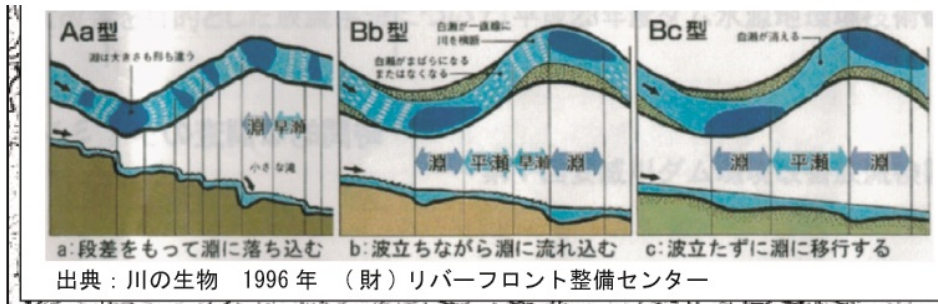 Aa型
淵は大きさも形も違う
淵 早瀬
小さな滝
a:段差をもって淵に落ち込む
Bb型
白瀬が一直線に
川を横断
白瀬がまばらになる
またはなくなる
淵 平瀬 早瀬 淵
b:波立ちながら淵に流れ込む
Bc型
白瀬が消える
淵 平瀬 淵
c:波立たずに淵に移行する
出典:川の生物 1996年 (財)リバーフロント整備センター